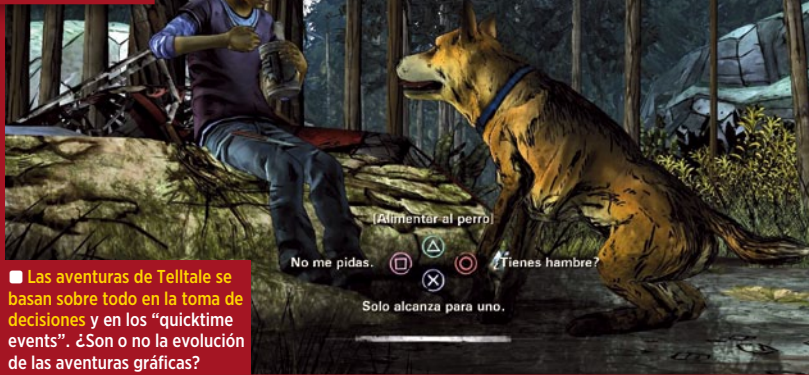 [Alimentar al perro]
No me pidas.
¿Tienes hambre?
Solo alcanza para uno.
Las aventuras de Telltale se
basan sobre todo en la toma de
decisiones y en los “quicktime
events”. ¿Son o no la evolución
de las aventuras gráficas?